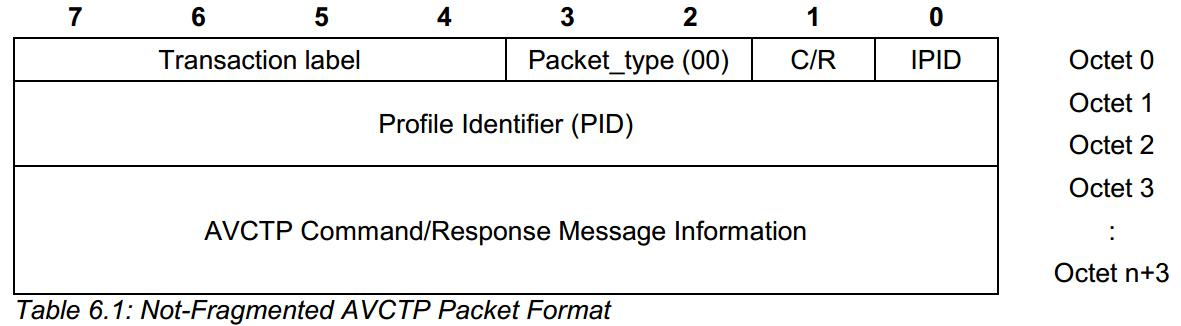 7 6 5 4 3 2 1 0
Transaction label Packet_type (00) C/R IPID Octet 0
Octet 1
Profile Identifier (PID)
Octet 2
Octet 3
AVCTP Command/Response Message Information :
Octet n+3
Table 6.1: Not-Fragmented AVCTP Packet Format